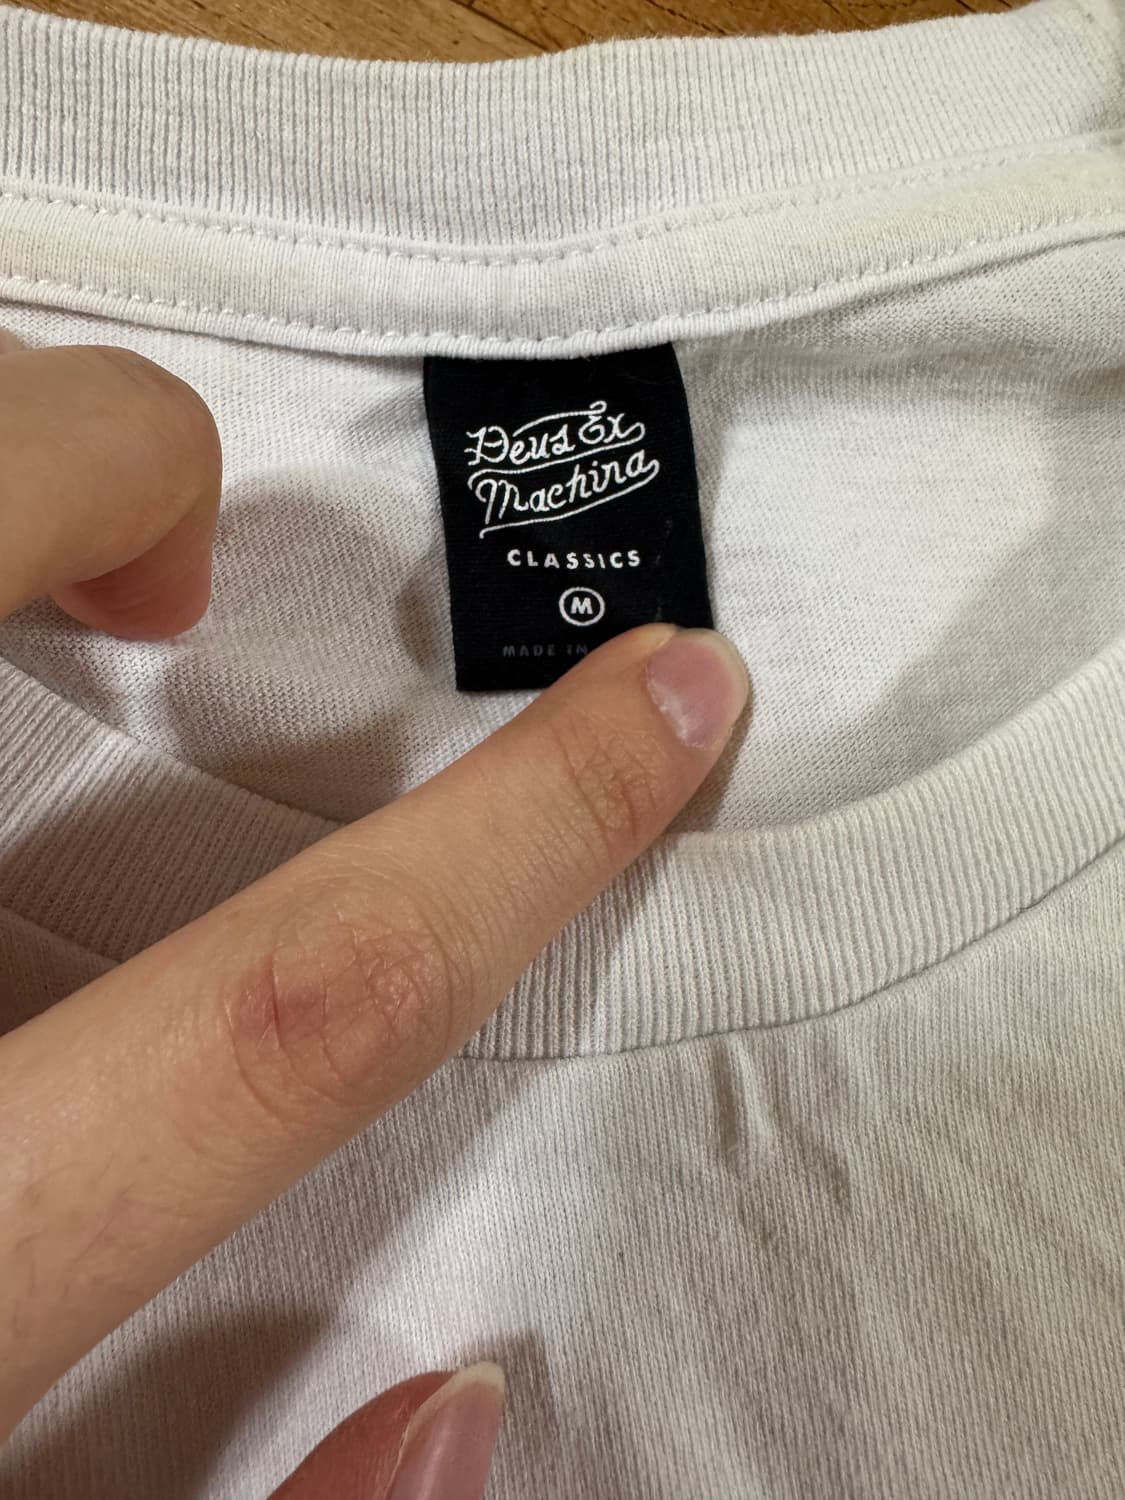 Deus Ex
Machina
CLASSICS
M
MADE IN